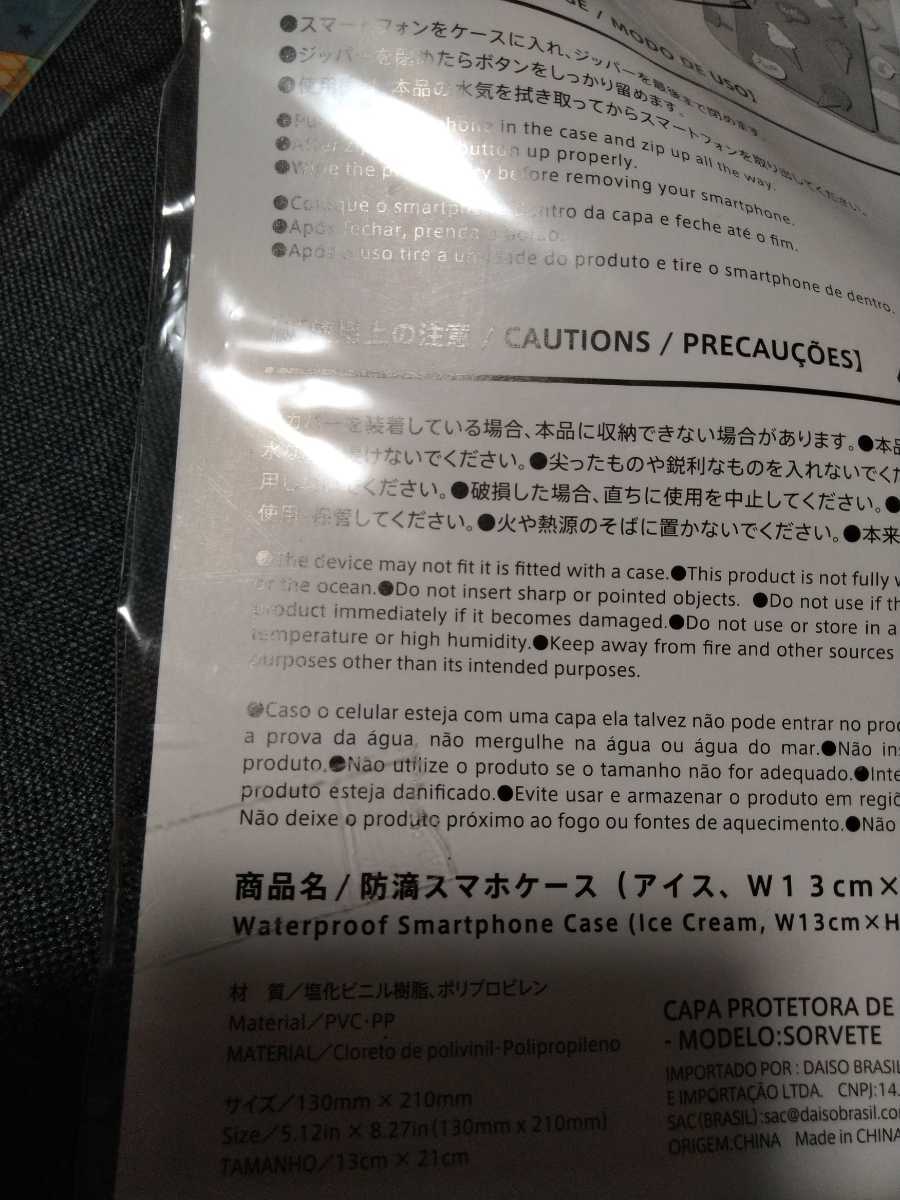 / MODO DE USO】
●スマートフォンをケースに入れ、ジッパーを最後まで閉めます。
●ジッパーを閉めたらボタンをしっかり留めます。
●使用後は、本品の水気を拭き取ってからスマートフォンを取り出してください。
in the case and zip up all the way.
up properly.
before removing your smartphone.
o smartphone dentro da capa e feche até o fim.
●Após fechar, prenda o botão.
●Após o uso tire a umidade do produto e tire o smartphone de dentro.
上の注意 / CAUTIONS / PRECAUÇÕES】
カバーを装着している場合、本品に収納できない場合があります。●本品
けないでください。●尖ったものや鋭利なものを入れないでくだ
ください。●破損した場合、直ちに使用を中止してください。●
使用・保管してください。●火や熱源のそばに置かないでください。●本来
the device may not fit it is fitted with a case.●This product is not fully w
or the ocean.●Do not insert sharp or pointed objects. ●Do not use if th
product immediately if it becomes damaged.●Do not use or store in a
temperature or high humidity.●Keep away from fire and other sources
purposes other than its intended purposes.
●Caso o celular esteja com uma capa ela talvez não pode entrar no prod
a prova da água, não mergulhe na água ou água do mar.●Não ins
produto.●Não utilize o produto se o tamanho não for adequado.●Inte
produto esteja danificado.●Evite usar e armazenar o produto em regiõ
Não deixe o produto próximo ao fogo ou fontes de aquecimento.●Não
商品名/防滴スマホケース(アイス、W13cm×
Waterproof Smartphone Case (Ice Cream, W13cm×H
材 質/塩化ビニル樹脂、ポリプロピレン
Material/PVC・PP
MATERIAL/Cloreto de polivinil-Polipropileno
サイズ/130mm × 210mm
Size/5.12in × 8.27in(130mm x 210mm)
TAMANHO/13cm × 21cm
CAPA PROTETORA DE
- MODELO:SORVETE
IMPORTADO POR : DAISO BRASIL
E IMPORTAÇÃO LTDA. CNPJ:14.
SAC(BRASIL):sac@daisobrasil.co
ORIGEM:CHINA Made in CHINA